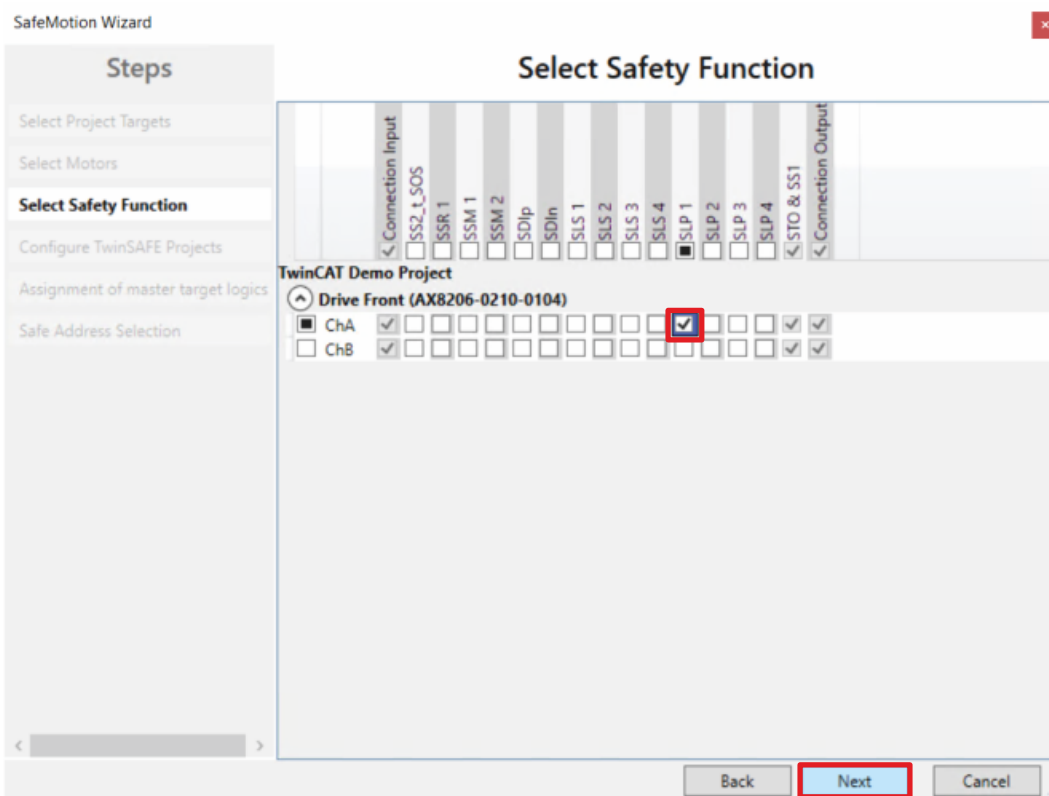 SafeMotion Wizard
Steps
Select Project Targets
Select Motors
Select Safety Function
Configure TwinSAFE Projects
Assignment of master target logics
Safe Address Selection
Select Safety Function
Connection Input
SS2_t_SOS
SSR 1
SSM 1
SSM 2
SDIp
SDIn
SLS 1
SLS 2
SLS 3
SLS 4
SLP 1
SLP 2
SLP 3
SLP 4
STO & SS1
Connection Output
TwinCAT Demo Project
Drive Front (AX8206-0210-0104)
ChA
ChB
Back Next Cancel